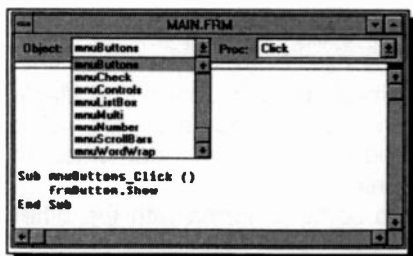 MAIN.FRM
Object: mnuButtons Proc: Click
mnuButtons
mnuCheck
mnuControls
mnuListBox
mnuMulti
mnuNumber
mnuScrollBars
mnuWordWrap
Sub mnuButtons_Click ()
frmButton.Show
End Sub